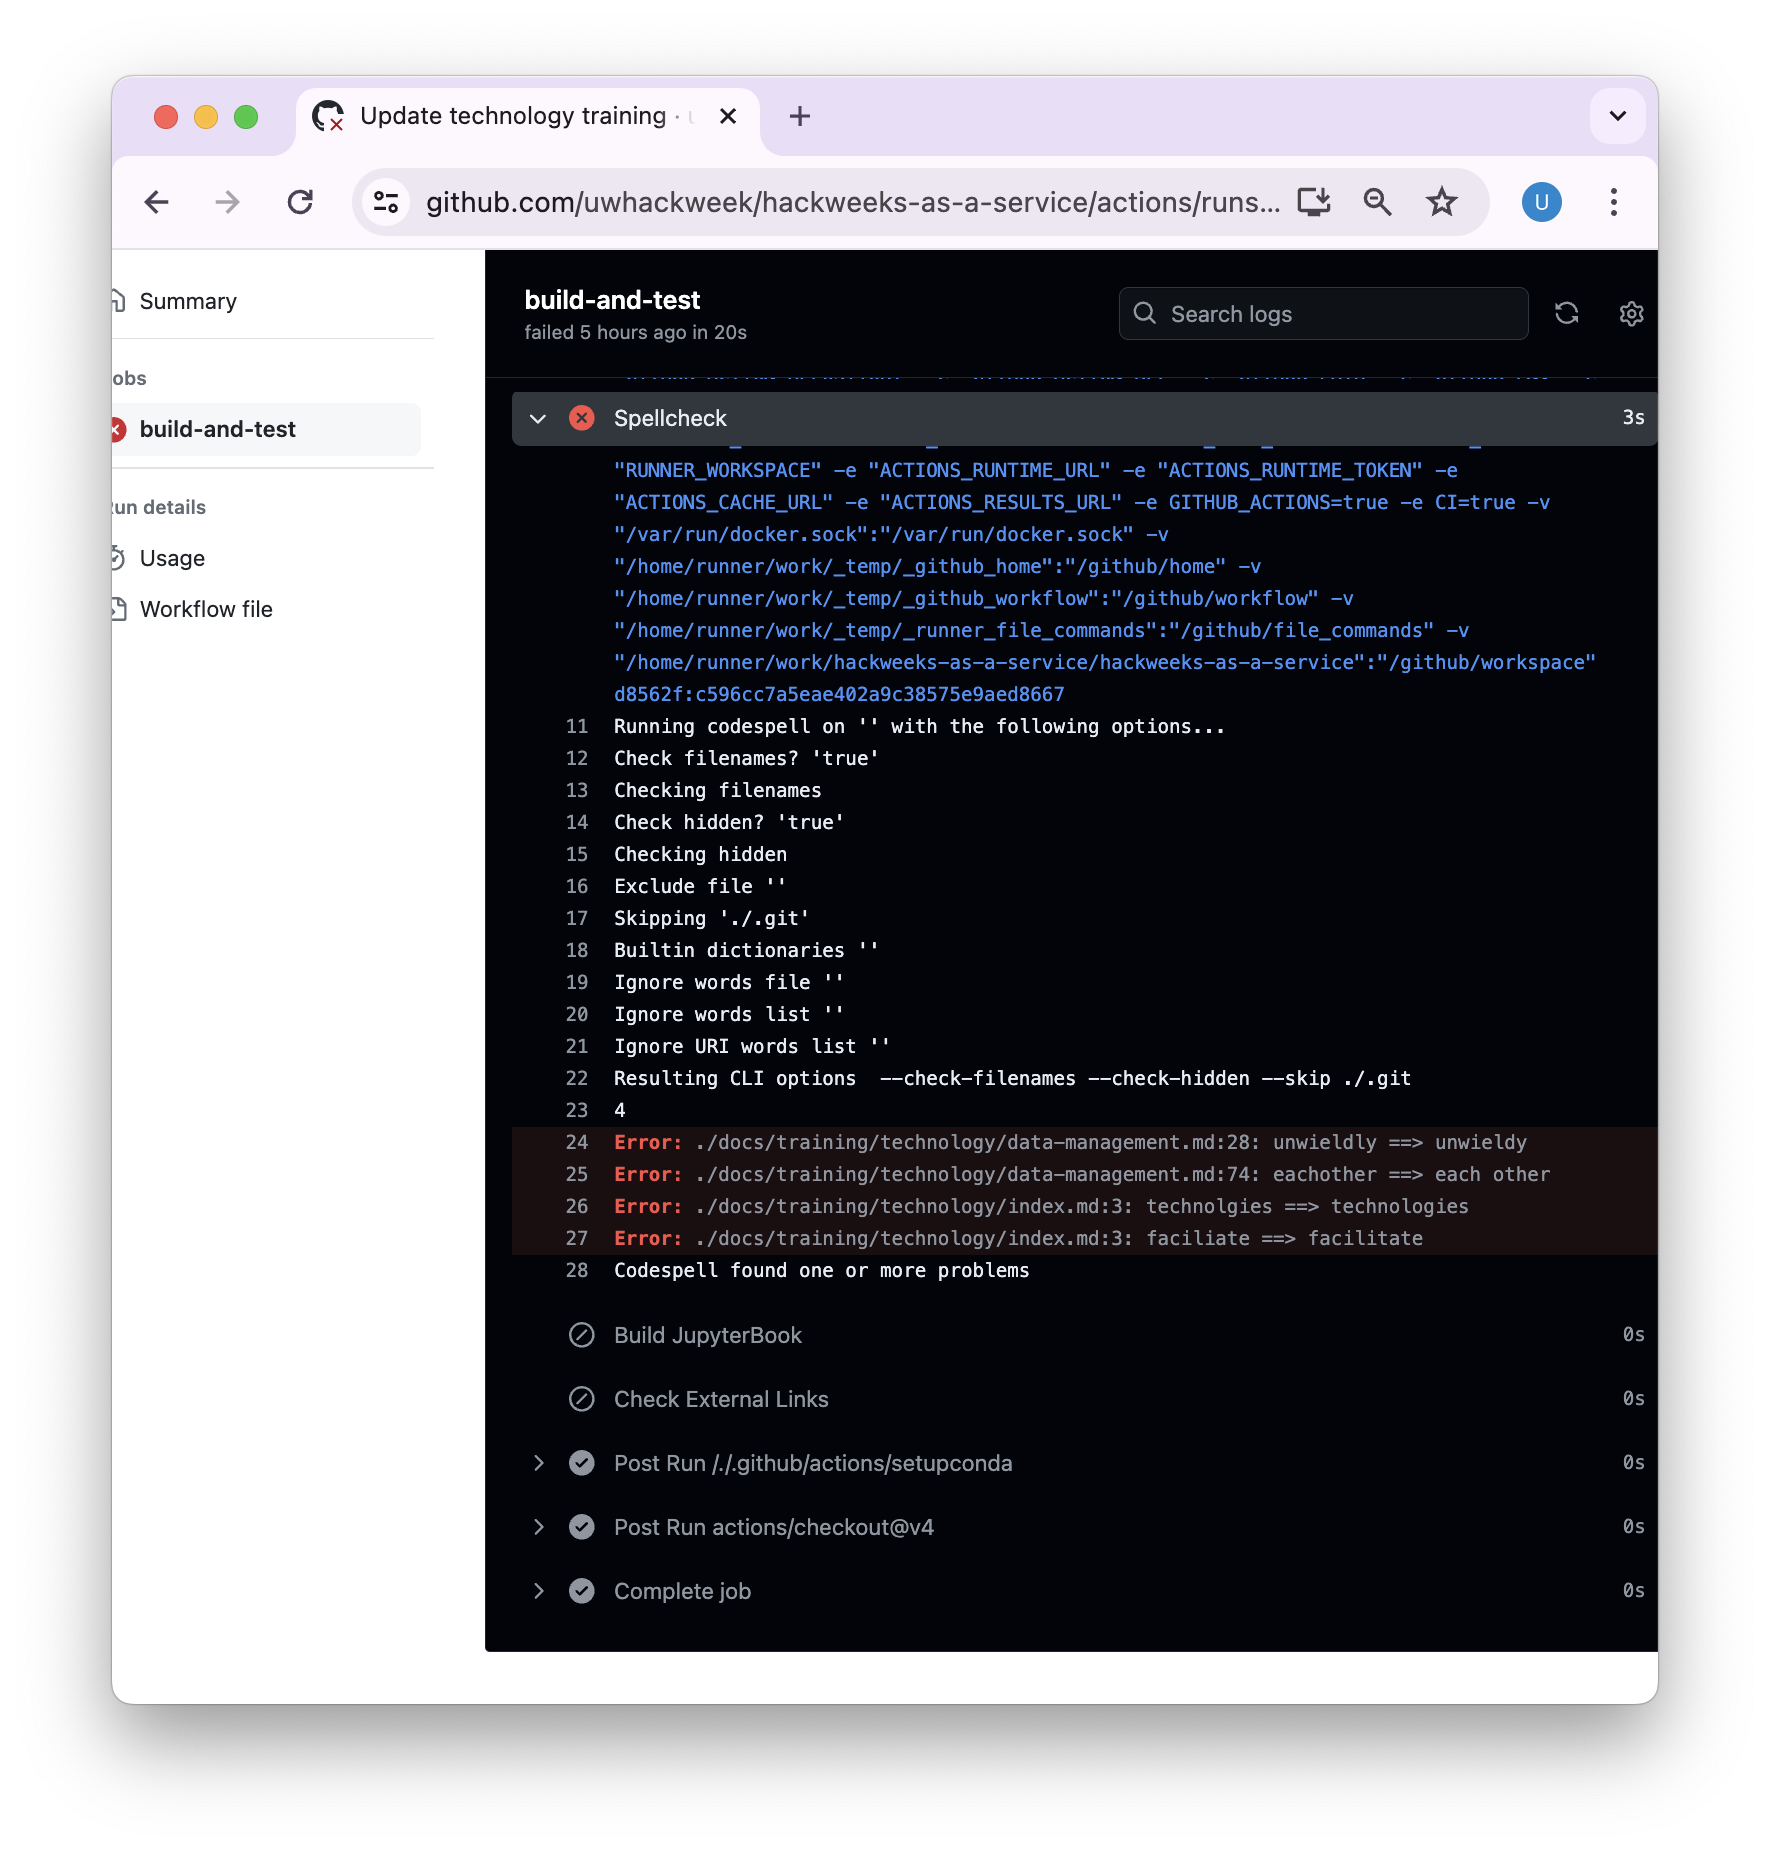 Update technology training ·
github.com/uwhackweek/hackweeks-as-a-service/actions/runs...
U
Summary
obs
build-and-test
un details
Usage
Workflow file
build-and-test
failed 5 hours ago in 20s
Search logs
Spellcheck
3s
"RUNNER_WORKSPACE" -e "ACTIONS_RUNTIME_URL" -e "ACTIONS_RUNTIME_TOKEN" -e
"ACTIONS_CACHE_URL" -e "ACTIONS_RESULTS_URL" -e GITHUB_ACTIONS=true -e CI=true -v
"/var/run/docker.sock":"/var/run/docker.sock" -v
"/home/runner/work/_temp/_github_home":"/github/home" -v
"/home/runner/work/_temp/_github_workflow":"/github/workflow" -v
"/home/runner/work/_temp/_runner_file_commands":"/github/file_commands" -v
"/home/runner/work/hackweeks-as-a-service/hackweeks-as-a-service":"/github/workspace"
d8562f:c596cc7a5eae402a9c38575e9aed8667
11 Running codespell on '' with the following options...
12 Check filenames? 'true'
13 Checking filenames
14 Check hidden? 'true'
15 Checking hidden
16 Exclude file ''
17 Skipping './.git'
18 Builtin dictionaries ''
19 Ignore words file ''
20 Ignore words list ''
21 Ignore URI words list ''
22 Resulting CLI options  --check-filenames --check-hidden --skip ./.git
23 4
24 Error: ./docs/training/technology/data-management.md:28: unwieldly ==> unwieldy
25 Error: ./docs/training/technology/data-management.md:74: eachother ==> each other
26 Error: ./docs/training/technology/index.md:3: technolgies ==> technologies
27 Error: ./docs/training/technology/index.md:3: faciliate ==> facilitate
28 Codespell found one or more problems
Build JupyterBook 0s
Check External Links 0s
Post Run /./.github/actions/setupconda 0s
Post Run actions/checkout@v4 0s
Complete job 0s